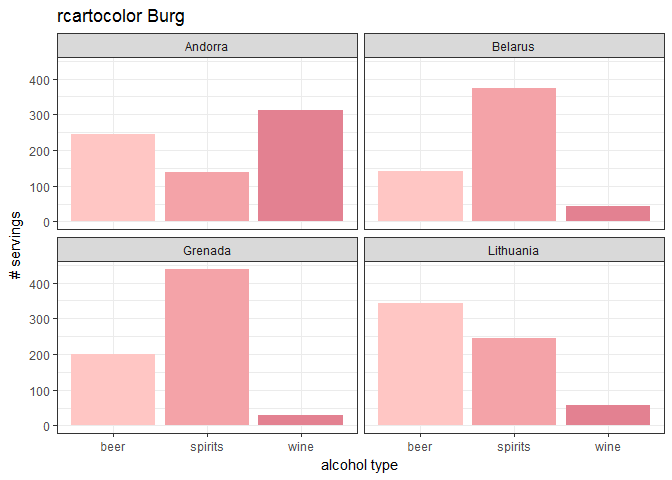 rcartocolor Burg
Andorra
Belarus
400
300
200
100
0
Grenada
Lithuania
400
300
200
100
0
# servings
beer
spirits
wine
beer
spirits
wine
alcohol type